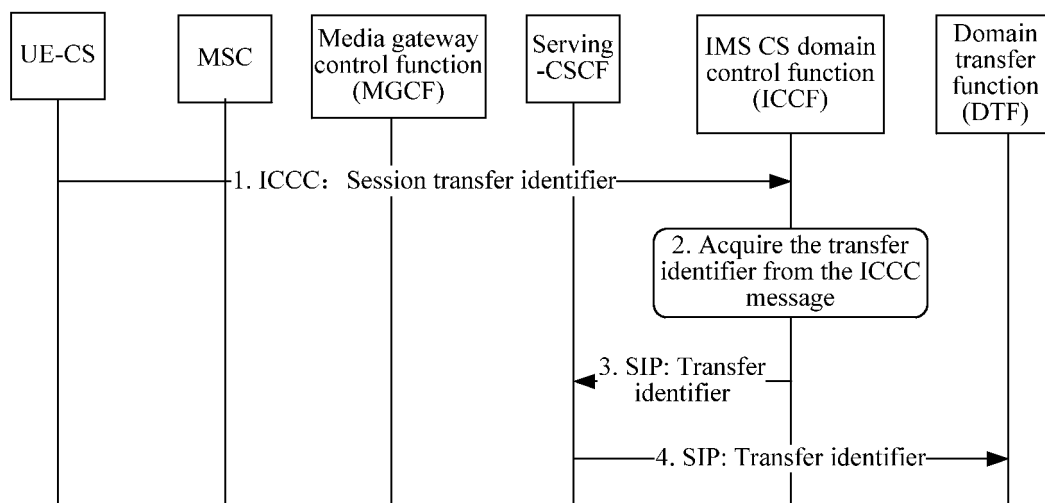 UE-CS
MSC
Media gateway
control function
(MGCF)
Serving
-CSCF
IMS CS domain
control function
(ICCF)
Domain
transfer
function
(DTF)
1. ICCC： Session transfer identifier
2. Acquire the transfer
identifier from the ICCC
message
3. SIP: Transfer
identifier
4. SIP: Transfer identifier